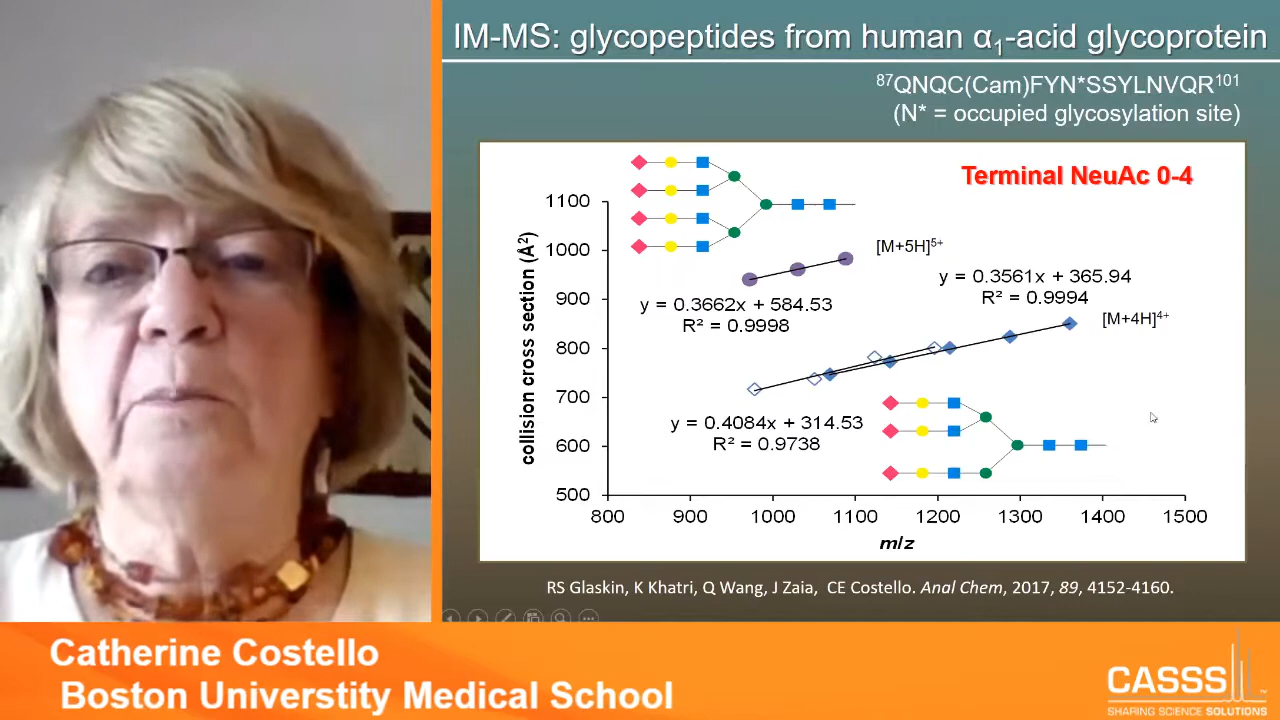 IM-MS: glycopeptides from human α₁-acid glycoprotein
⁸⁷QNQC(Cam)FYN*SSYLNVQR¹⁰¹
(N* = occupied glycosylation site)
Terminal NeuAc 0-4
collision cross section (Å²)
1100
1000
900
800
700
600
500
[M+5H]⁵⁺
y = 0.3662x + 584.53
R² = 0.9998
y = 0.3561x + 365.94
R² = 0.9994
[M+4H]⁴⁺
y = 0.4084x + 314.53
R² = 0.9738
800 900 1000 1100 1200 1300 1400 1500
m/z
RS Glaskin, K Khatri, Q Wang, J Zaia, CE Costello. Anal Chem, 2017, 89, 4152-4160.
Catherine Costello
Boston Universtity Medical School
CASSS
SHARING SCIENCE SOLUTIONS